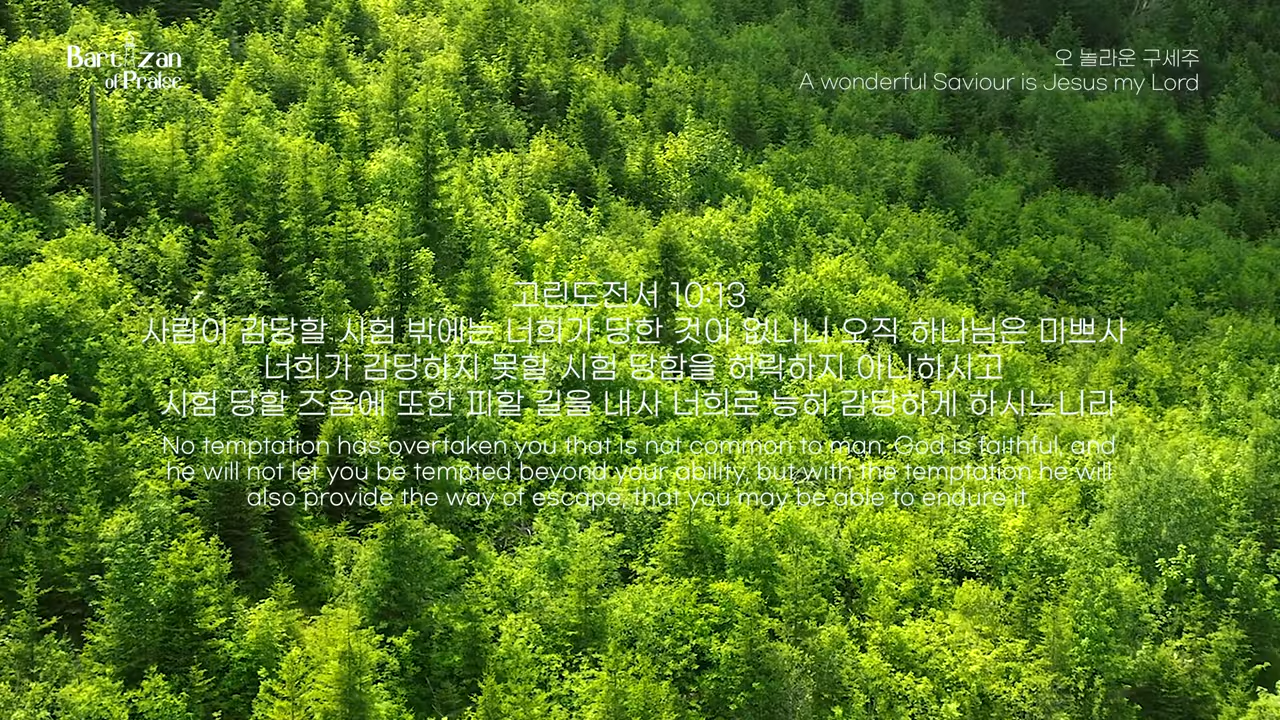 Bartizan
of Praise
오 놀라운 구세주
A wonderful Saviour is Jesus my Lord
고린도전서 10:13
사람이 감당할 시험 밖에는 너희가 당한 것이 없나니 오직 하나님은 미쁘사
너희가 감당하지 못할 시험 당함을 허락하지 아니하시고
시험 당할 즈음에 또한 피할 길을 내사 너희로 능히 감당하게 하시느니라
No temptation has overtaken you that is not common to man. God is faithful, and
he will not let you be tempted beyond your ability, but with the temptation he will
also provide the way of escape, that you may be able to endure it